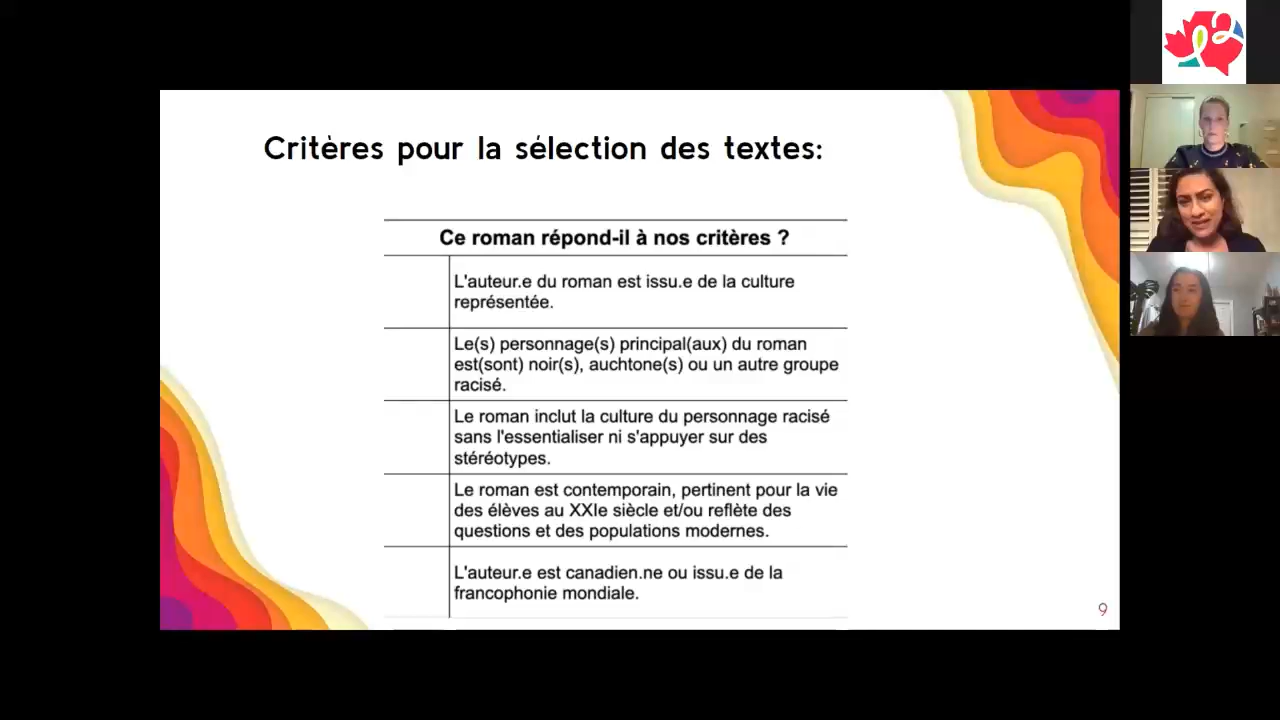 Critères pour la sélection des textes:
Ce roman répond-il à nos critères ?
L'auteur.e du roman est issu.e de la culture
représentée.
Le(s) personnage(s) principal(aux) du roman
est(sont) noir(s), auchtone(s) ou un autre groupe
racisé.
Le roman inclut la culture du personnage racisé
sans l'essentialiser ni s'appuyer sur des
stéréotypes.
Le roman est contemporain, pertinent pour la vie
des élèves au XXIe siècle et/ou reflète des
questions et des populations modernes.
L'auteur.e est canadien.ne ou issu.e de la
francophonie mondiale.
9